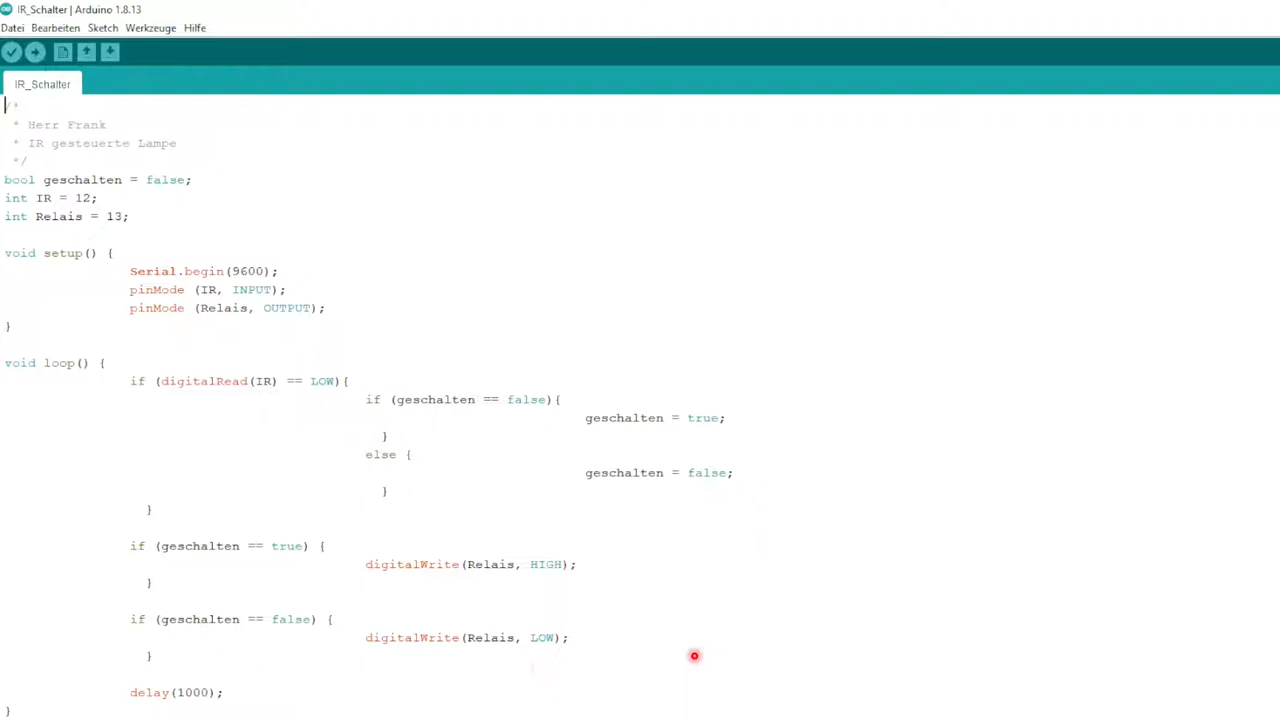 IR_Schalter | Arduino 1.8.13
Datei Bearbeiten Sketch Werkzeuge Hilfe
IR_Schalter
/*
* Herr Frank
* IR gesteuerte Lampe
*/
bool geschalten = false;
int IR = 12;
int Relais = 13;
void setup() {
Serial.begin(9600);
pinMode (IR, INPUT);
pinMode (Relais, OUTPUT);
}
void loop() {
if (digitalRead(IR) == LOW){
if (geschalten == false){
geschalten = true;
}
else {
geschalten = false;
}
}
if (geschalten == true) {
digitalWrite(Relais, HIGH);
}
if (geschalten == false) {
digitalWrite(Relais, LOW);
}
delay(1000);
}